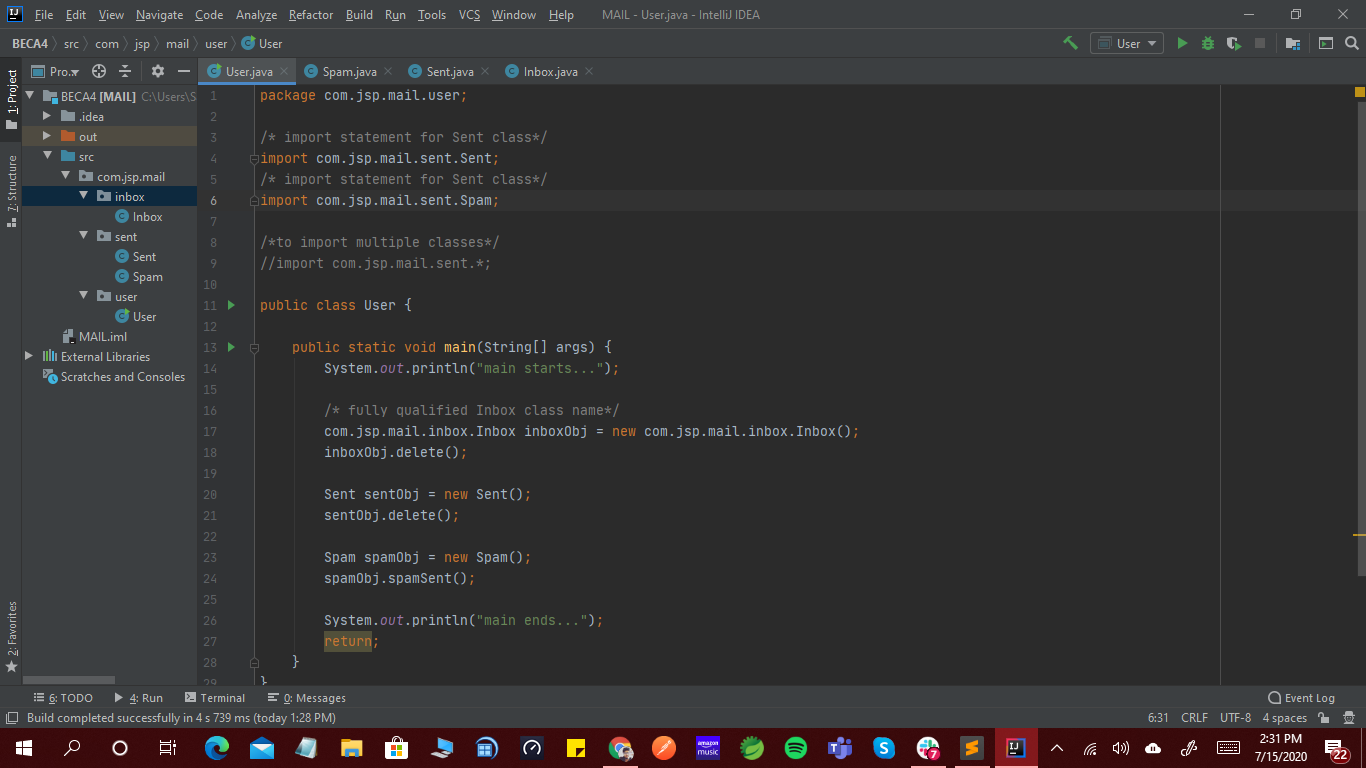 File Edit View Navigate Code Analyze Refactor Build Run Tools VCS Window Help MAIL - User.java - IntelliJ IDEA
BECA4 src com jsp mail user User
User
1: Project
7: Structure
2: Favorites
Pro..
BECA4 [MAIL] C:\Users\S
.idea
out
src
com.jsp.mail
inbox
Inbox
sent
Sent
Spam
user
User
MAIL.iml
External Libraries
Scratches and Consoles
User.java Spam.java Sent.java Inbox.java
1 package com.jsp.mail.user;
2
3 /* import statement for Sent class*/
4 import com.jsp.mail.sent.Sent;
5 /* import statement for Sent class*/
6 import com.jsp.mail.sent.Spam;
7
8 /*to import multiple classes*/
9 //import com.jsp.mail.sent.*;
10
11 public class User {
12
13 public static void main(String[] args) {
14 System.out.println("main starts...");
15
16 /* fully qualified Inbox class name*/
17 com.jsp.mail.inbox.Inbox inboxObj = new com.jsp.mail.inbox.Inbox();
18 inboxObj.delete();
19
20 Sent sentObj = new Sent();
21 sentObj.delete();
22
23 Spam spamObj = new Spam();
24 spamObj.spamSent();
25
26 System.out.println("main ends...");
27 return;
28 }
29 }
6: TODO 4: Run Terminal 0: Messages Event Log
Build completed successfully in 4 s 739 ms (today 1:28 PM) 6:31 CRLF UTF-8 4 spaces
amazon
music
7
2:31 PM
7/15/2020
22